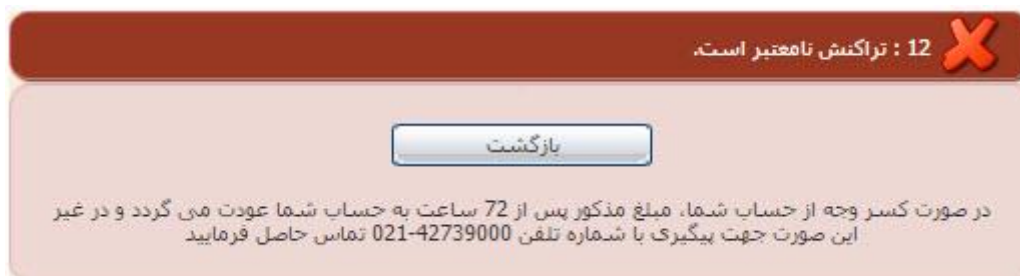 12 : تراکنش نامعتبر است.
بازگشت
در صورت کسر وجه از حساب شما، مبلغ مذکور پس از 72 ساعت به حساب شما عودت می گردد و در غیر
این صورت جهت پیگیری با شماره تلفن 42739000-021 تماس حاصل فرمایید